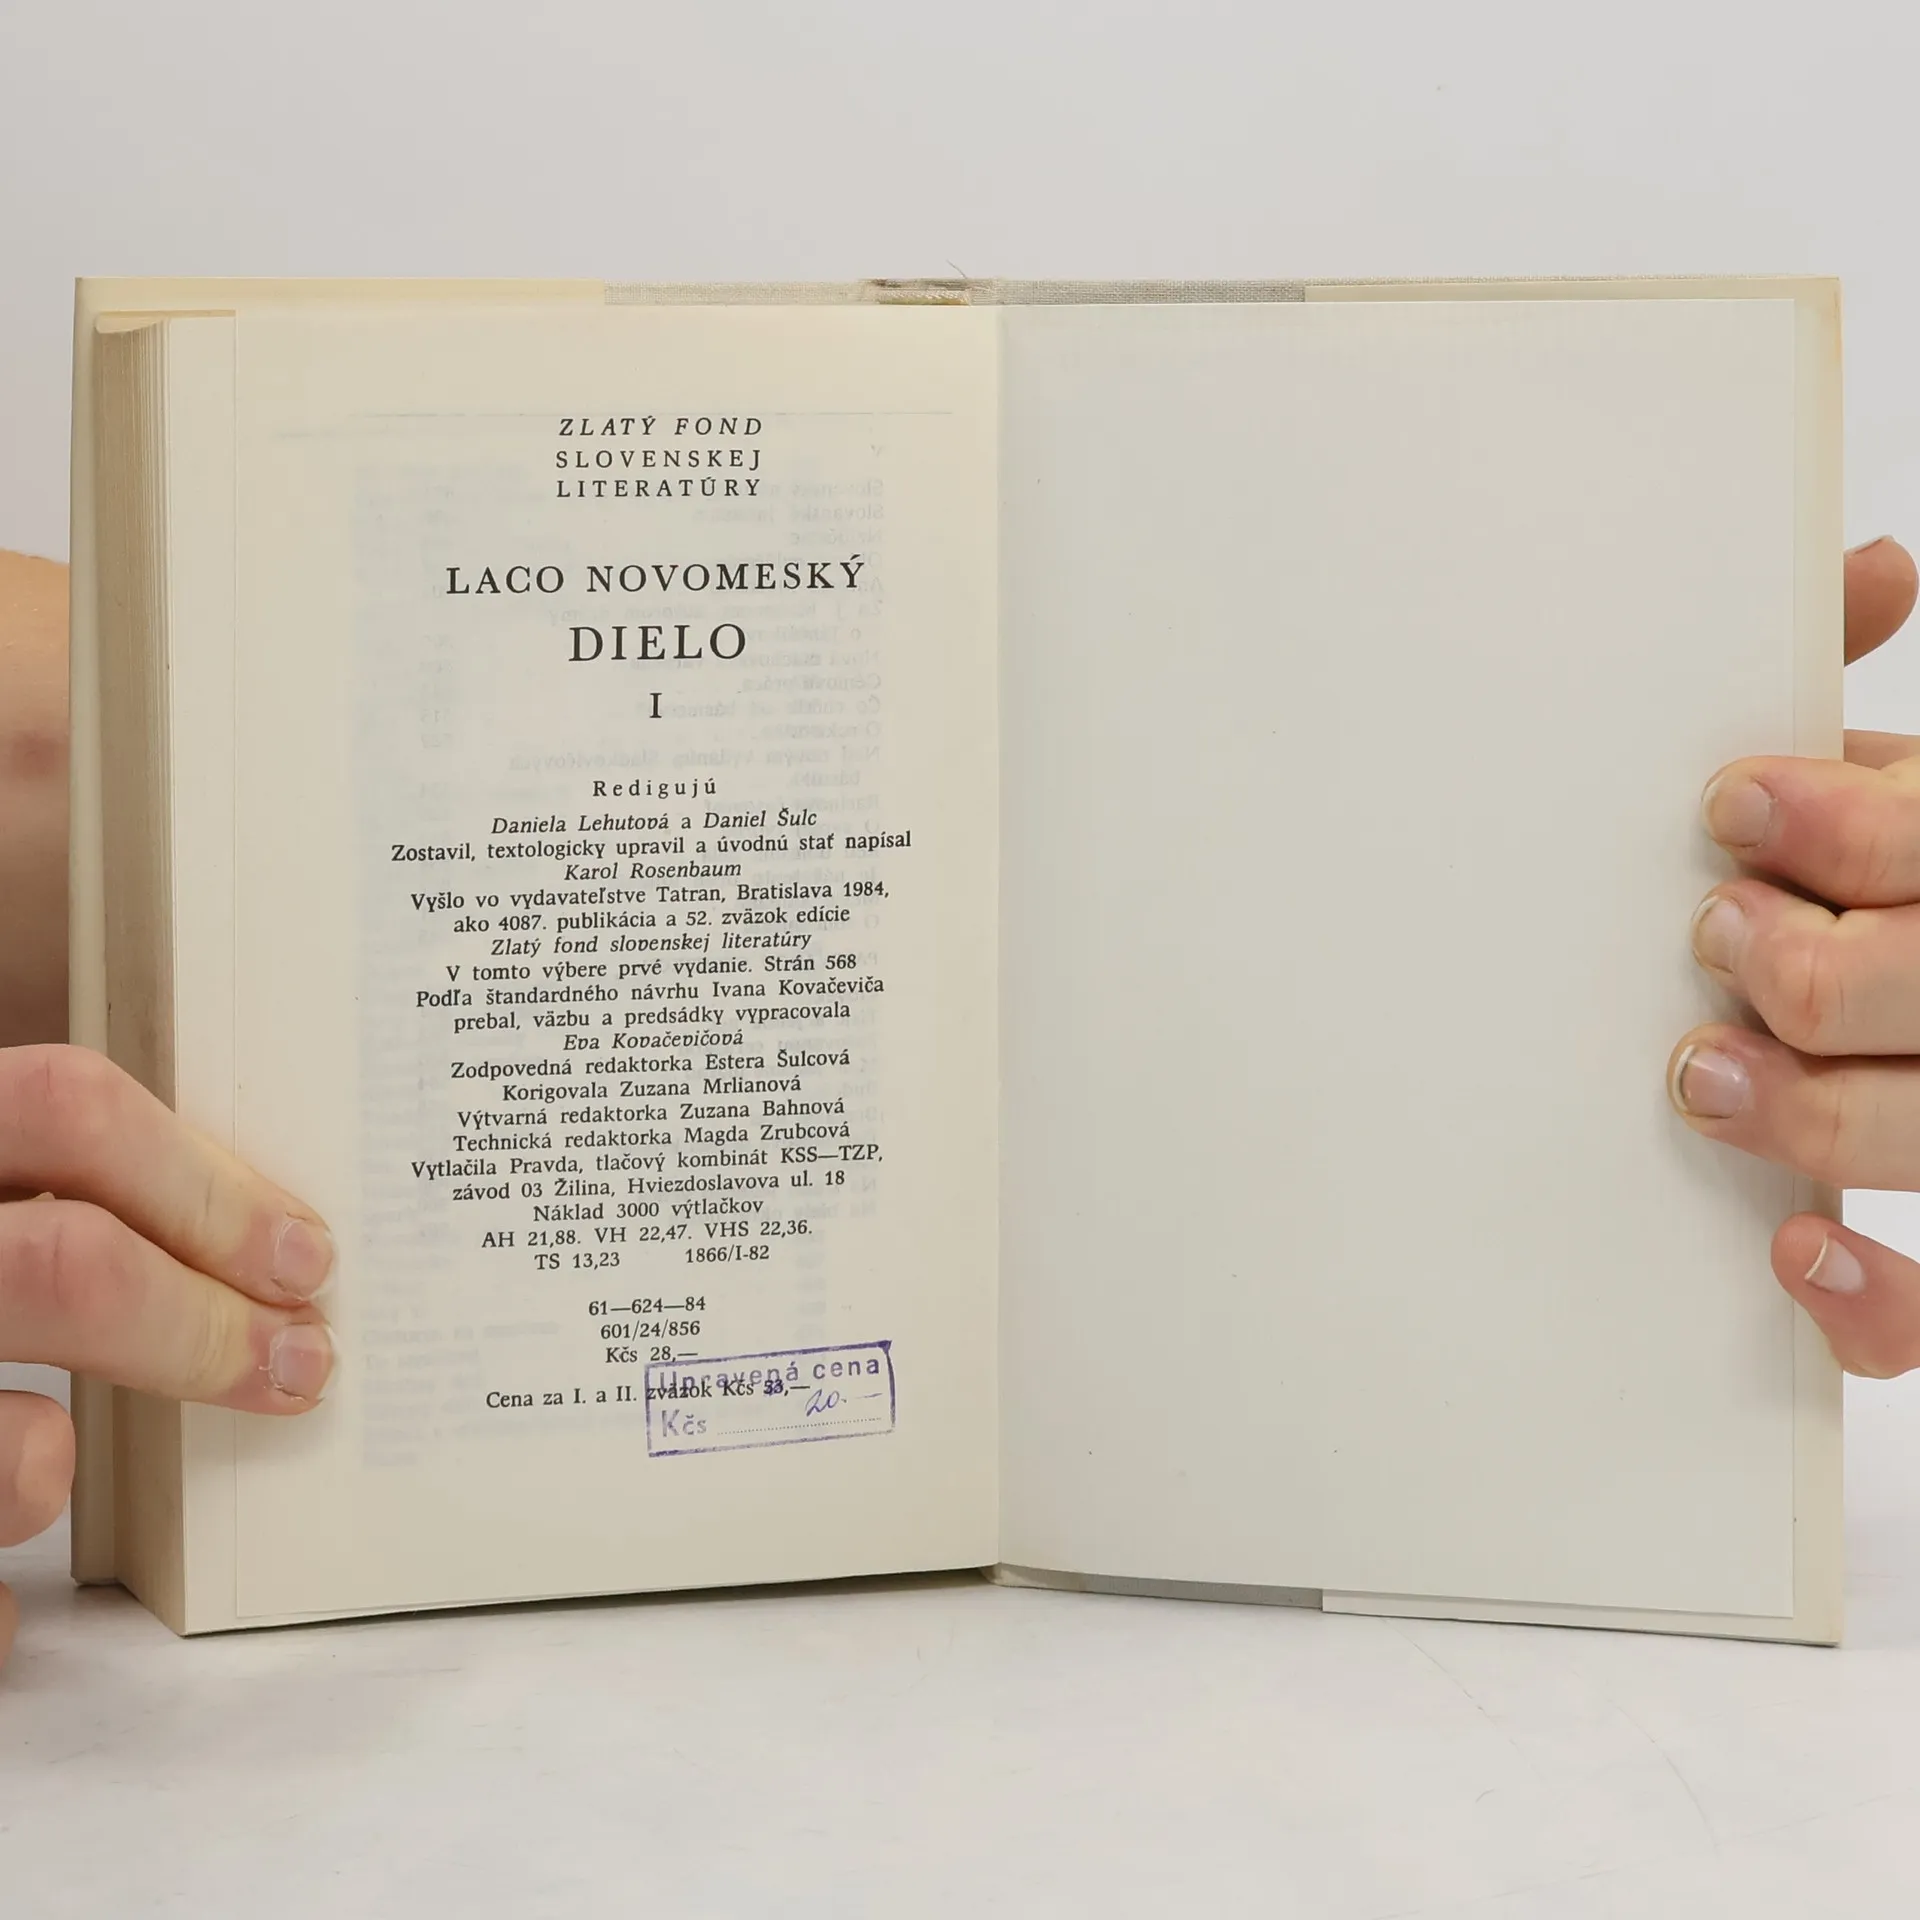 ZLATÝ FOND
SLOVENSKEJ
LITERATÚRY
LACO NOVOMESKÝ
DIELO
I
Redigujú
Daniela Lehutová a Daniel Šulc
Zostavil, textologicky upravil a úvodnú stať napísal
Karol Rosenbaum
Vyšlo vo vydavateľstve Tatran, Bratislava 1984,
ako 4087. publikácia a 52. zväzok edície
Zlatý fond slovenskej literatúry
V tomto výbere prvé vydanie. Strán 568
Podľa štandardného návrhu Ivana Kovačeviča
prebal, väzbu a predsádky vypracovala
Eva Kovačevičová
Zodpovedná redaktorka Estera Šulcová
Korigovala Zuzana Mrlianová
Výtvarná redaktorka Zuzana Bahnová
Technická redaktorka Magda Zrubcová
Vytlačila Pravda, tlačový kombinát KSS—TZP,
závod 03 Žilina, Hviezdoslavova ul. 18
Náklad 3000 výtlačkov
AH 21,88. VH 22,47. VHS 22,36.
TS 13,23 1866/I-82
61—624—84
601/24/856
Kčs 28,—
Upravená cena
Cena za I. a II. zväzok Kčs 53,—
Kčs 20.—